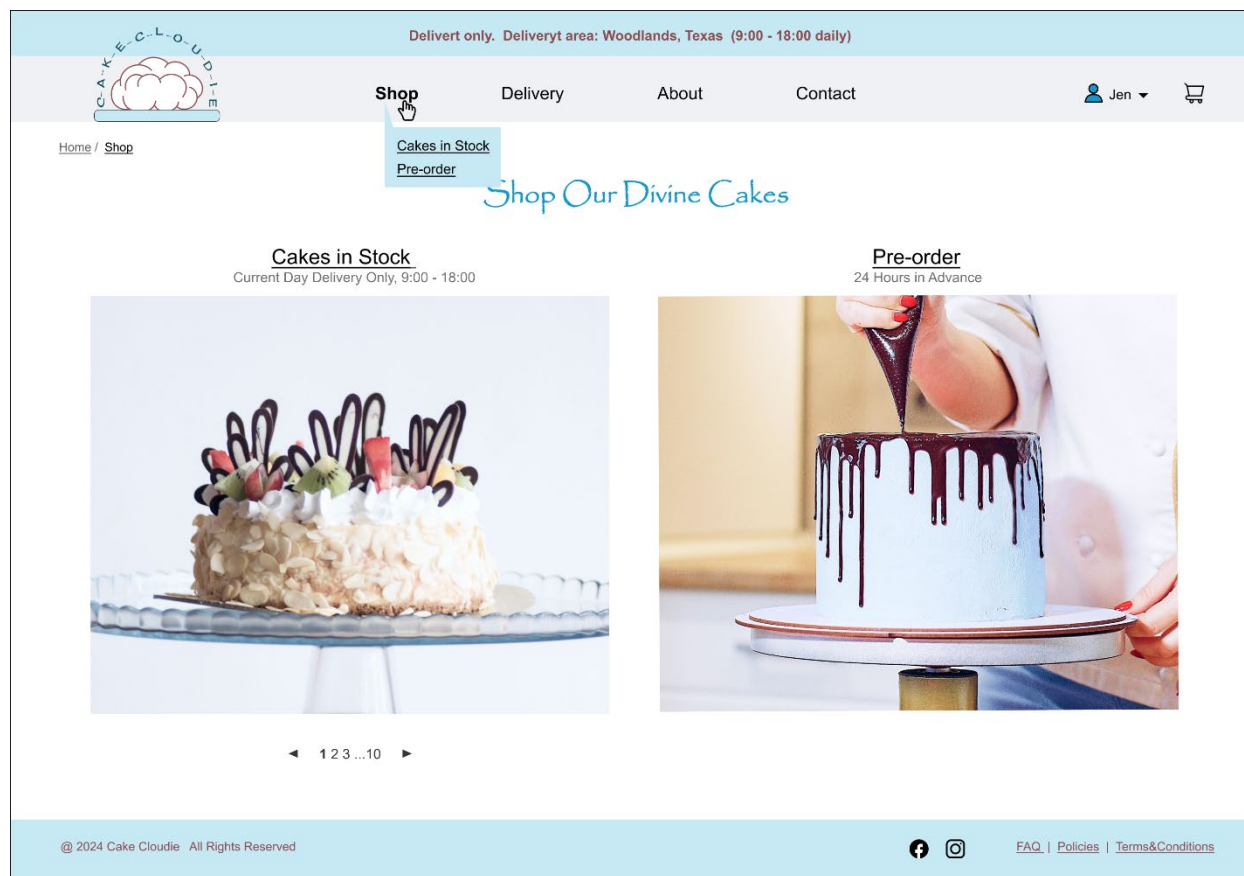 Delivert only. Deliveryt area: Woodlands, Texas (9:00 - 18:00 daily)
C-A-K-E-C-L-O-U-D-I-E
Shop Delivery About Contact Jen
Cakes in Stock
Pre-order
Home / Shop
Shop Our Divine Cakes
Cakes in Stock
Current Day Delivery Only, 9:00 - 18:00
Pre-order
24 Hours in Advance
1 2 3 ...10
@ 2024 Cake Cloudie All Rights Reserved
FAQ | Policies | Terms&Conditions